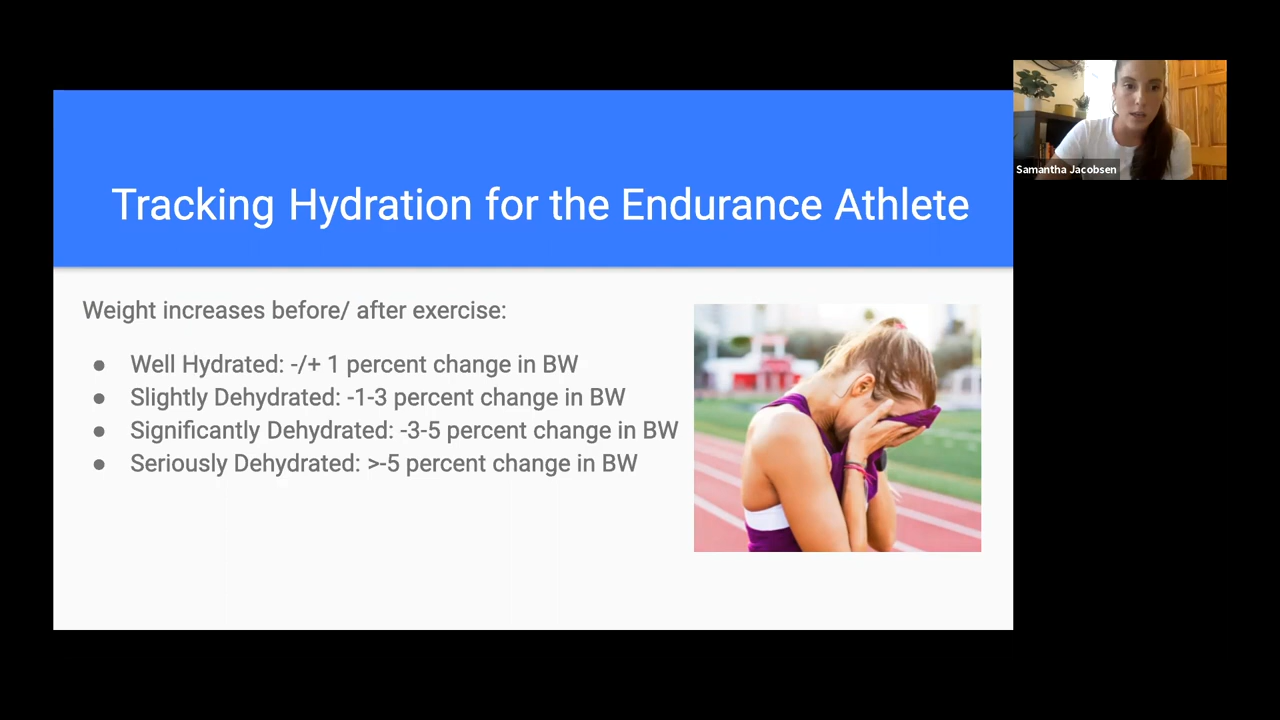 Tracking Hydration for the Endurance Athlete
Samantha Jacobsen
Weight increases before/ after exercise:
● Well Hydrated: -/+ 1 percent change in BW
● Slightly Dehydrated: -1-3 percent change in BW
● Significantly Dehydrated: -3-5 percent change in BW
● Seriously Dehydrated: >-5 percent change in BW